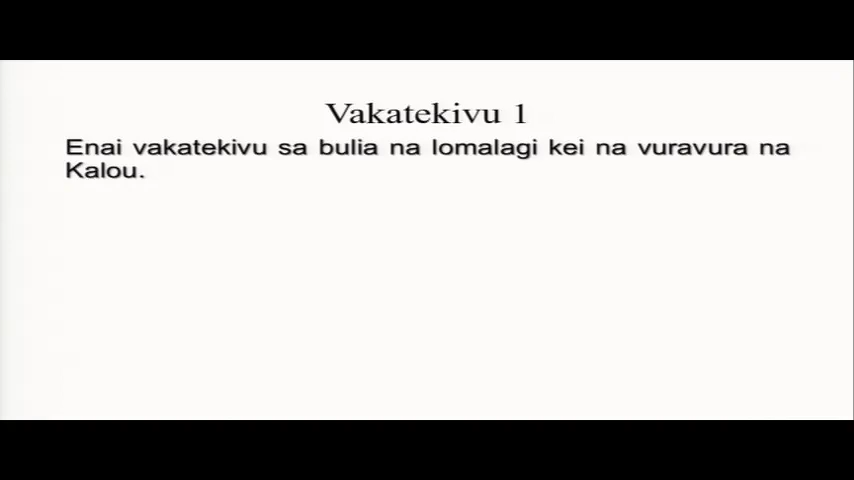 Vakatekivu 1
Enai vakatekivu sa bulia na lomalagi kei na vuravura na
Kalou.